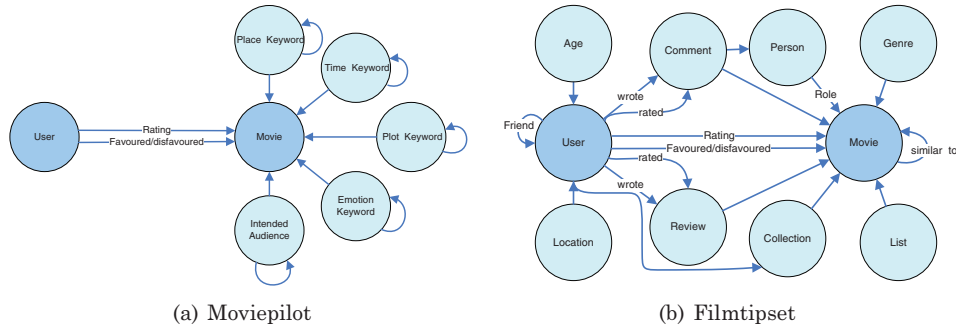 Place Keyword
Time Keyword
User
Rating
Favoured/disfavoured
Movie
Plot Keyword
Emotion
Keyword
Intended
Audience
(a) Moviepilot
Age
Comment
Person
Genre
wrote
rated
Role
Friend
User
Rating
Favoured/disfavoured
Movie
similar to
rated
wrote
Location
Review
Collection
List
(b) Filmtipset